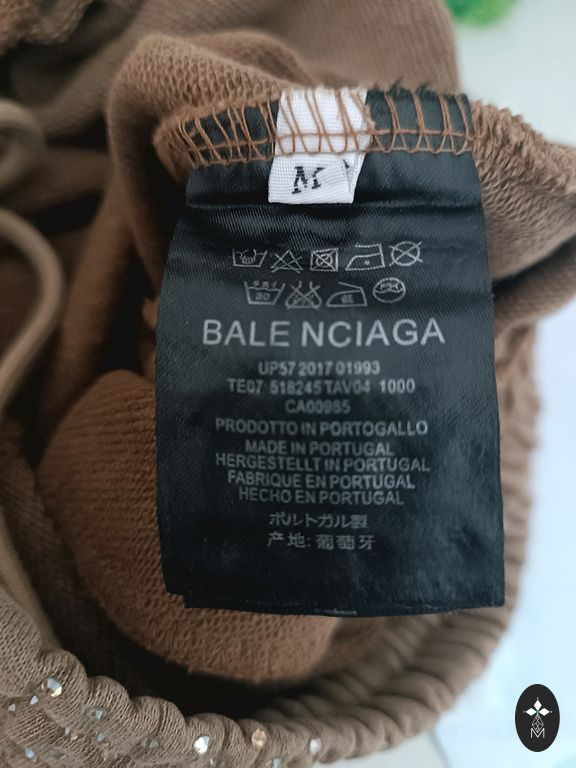 M
BALE NCIAGA
UP57 2017 01993
TE07 518245 TAV04 1000
CA00985
PRODOTTO IN PORTOGALLO
MADE IN PORTUGAL
HERGESTELLT IN PORTUGAL
FABRIQUE EN PORTUGAL
HECHO EN PORTUGAL
ポルトガル製
产地: 葡萄牙
M